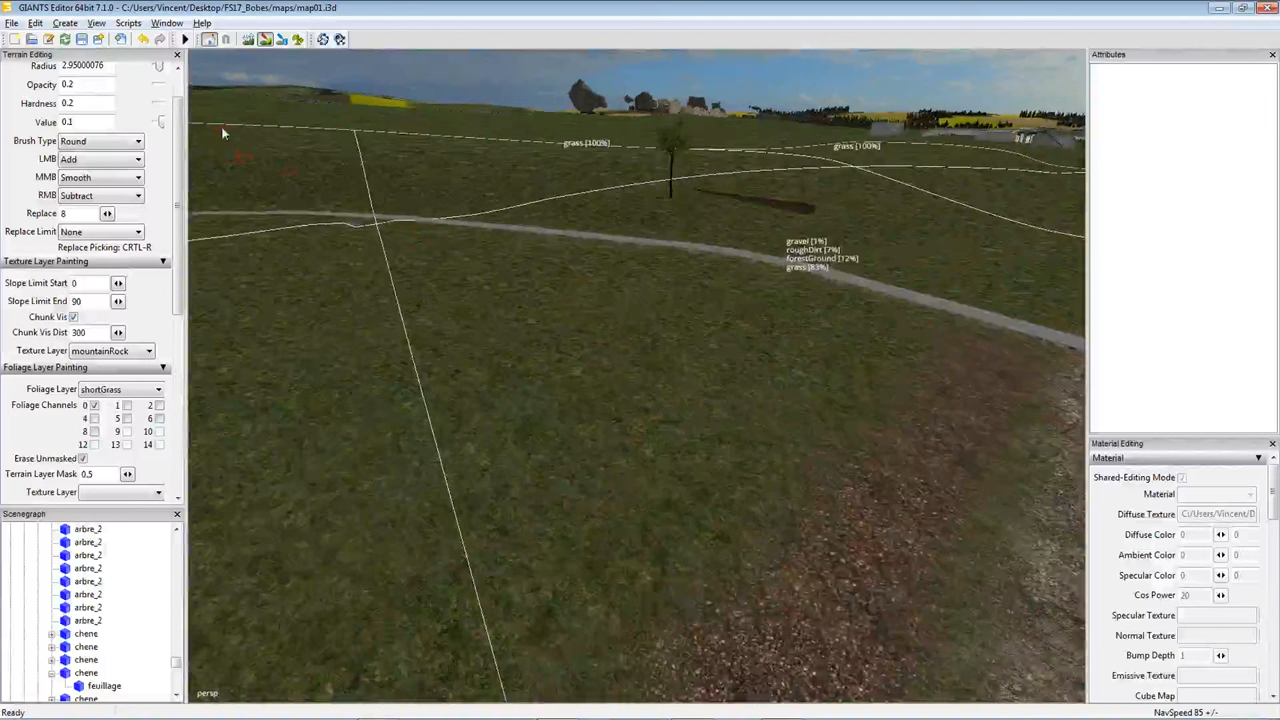 GIANTS Editor 64bit 7.1.0 - C:/Users/Vincent/Desktop/FS17_Bobes/maps/map01.i3d
File Edit Create View Scripts Window Help
Terrain Editing
Radius 2.95000076
Opacity 0.2
Hardness 0.2
Value 0.1
Brush Type Round
LMB Add
MMB Smooth
RMB Subtract
Replace 8
Replace Limit None
Replace Picking: CRTL-R
Texture Layer Painting
Slope Limit Start 0
Slope Limit End 90
Chunk Vis
Chunk Vis Dist 300
Texture Layer mountainRock
Foliage Layer Painting
Foliage Layer shortGrass
Foliage Channels 0 1 2
4 5 6
8 9 10
12 13 14
Erase Unmasked
Terrain Layer Mask 0.5
Texture Layer
Scenegraph
arbre_2
arbre_2
arbre_2
arbre_2
arbre_2
arbre_2
arbre_2
arbre_2
chene
chene
chene
chene
feuillage
chene
grass [100%]
grass [100%]
gravel [1%]
roughDirt [7%]
forestGround [12%]
grass [83%]
persp
Attributes
Material Editing
Material
Shared-Editing Mode
Material
Diffuse Texture C:/Users/Vincent/D
Diffuse Color 0 0
Ambient Color 0 0
Specular Color 0 0
Cos Power 20
Specular Texture
Normal Texture
Bump Depth 1
Emissive Texture
Cube Map
Ready
NavSpeed 85 +/-